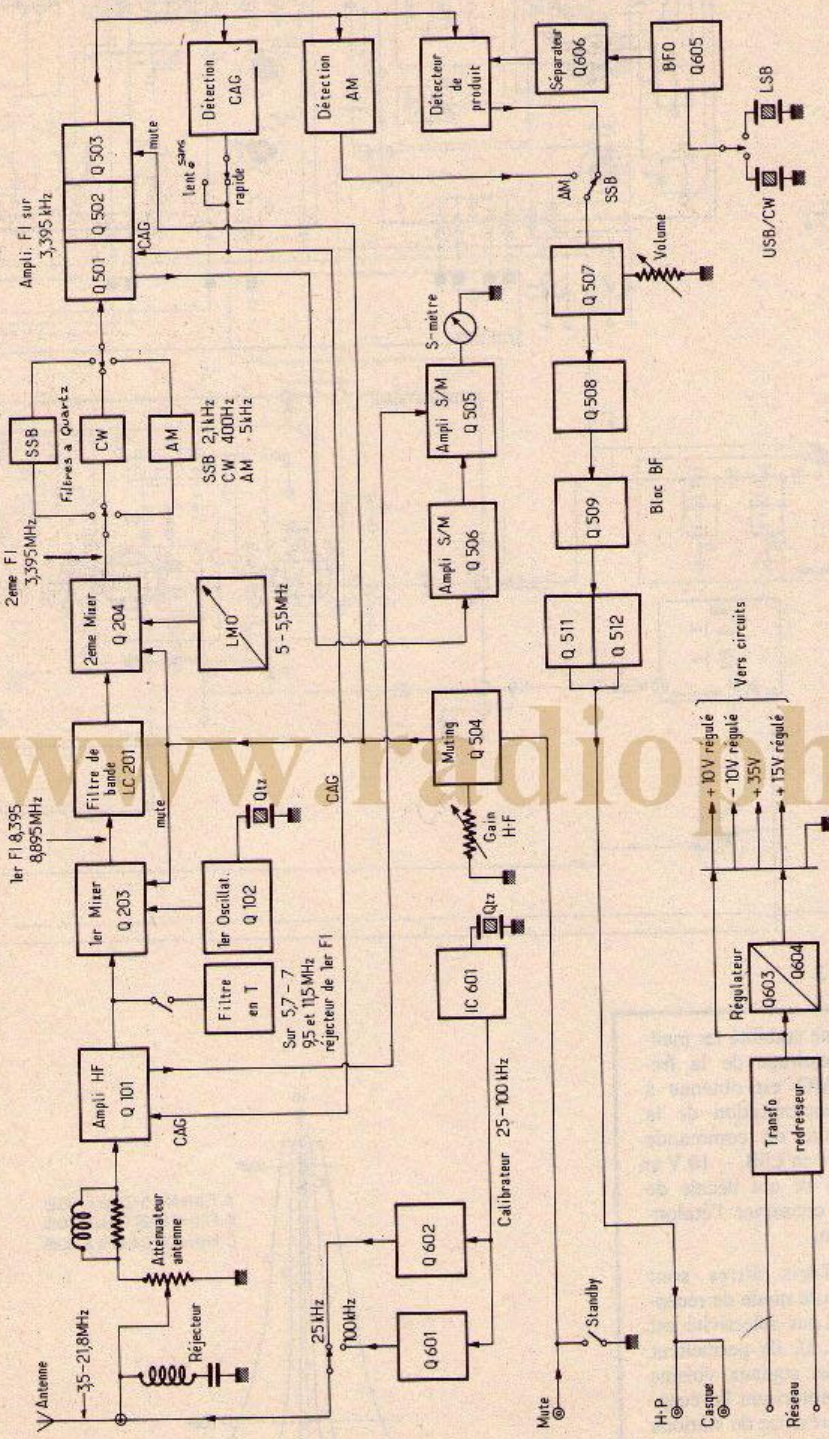 Antenne
3,5-21,8MHz
Réjecteur
Atténuateur
antenne
Ampli HF
Q 101
CAG
Filtre
en T
Sur 5,7 - 7
9,5 et 11,5 MHz
réjecteur de 1er FI
1er Mixer
Q 203
1er Oscillat.
Q 102
Qtz
1er FI 8,395
8,895MHz
mute
Filtre de
bande
LC 201
2eme Mixer
Q 204
LMO
5 - 5,5MHz
2eme FI
3,395MHz
SSB
CW
AM
Filtres a Quartz
SSB 2,1kHz
CW 400Hz
AM . 5kHz
Ampli. FI sur
3,395 kHz
Q 501
Q 502
Q 503
CAG
mute
Détection
CAG
lent
sans
rapide
Détection
AM
Détecteur
de
produit
Séparateur
Q606
BFO
Q605
USB/CW
LSB
AM
SSB
Q 507
Volume
Q 508
Q 509
Bloc BF
Q 511
Q 512
Ampli S/M
Q 506
Ampli S/M
Q 505
S-mètre
CAG
Muting
Q 504
Gain
H-F
25kHz
100kHz
Q601
Q 602
Calibrateur 25-100 kHz
IC 601
Qtz
Mute
Standby
H-P
Casque
Réseau
Transfo
redresseur
Régulateur
Q603
Q604
+ 10V régulé
- 10V régulé
+ 35V
+ 15V régulé
Vers circuits
www.radioph